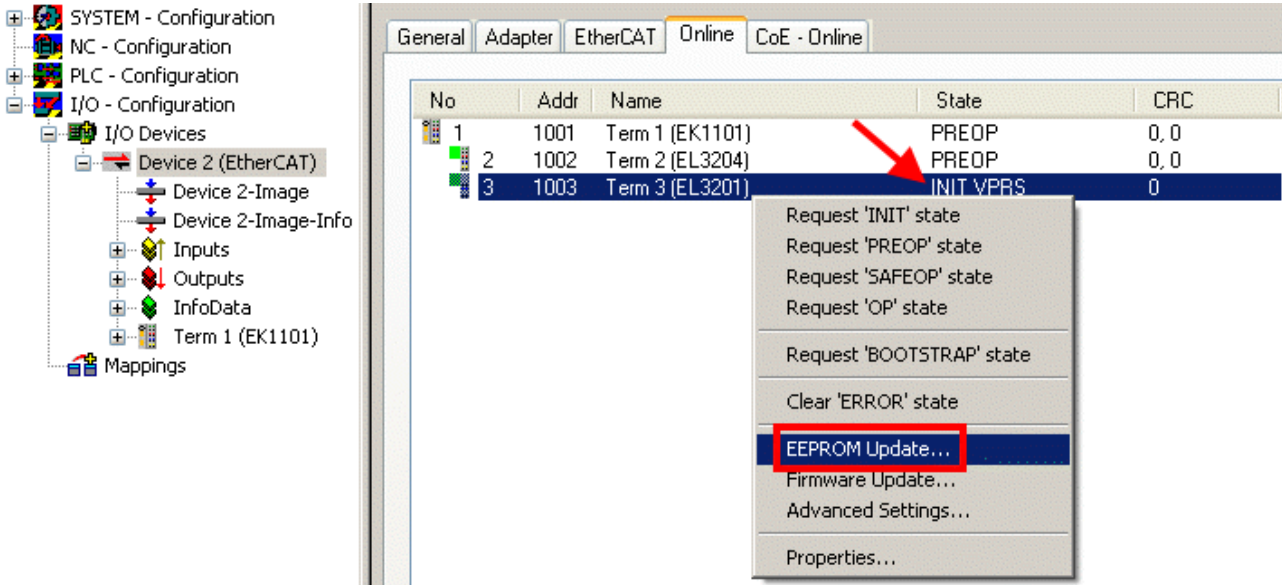 SYSTEM - Configuration
NC - Configuration
PLC - Configuration
I/O - Configuration
I/O Devices
Device 2 (EtherCAT)
Device 2-Image
Device 2-Image-Info
Inputs
Outputs
InfoData
Term 1 (EK1101)
Mappings
General Adapter EtherCAT Online CoE - Online
No Addr Name State CRC
1 1001 Term 1 (EK1101) PREOP 0, 0
2 1002 Term 2 (EL3204) PREOP 0, 0
3 1003 Term 3 (EL3201) INIT VPRS 0
Request 'INIT' state
Request 'PREOP' state
Request 'SAFEOP' state
Request 'OP' state
Request 'BOOTSTRAP' state
Clear 'ERROR' state
EEPROM Update...
Firmware Update...
Advanced Settings...
Properties...